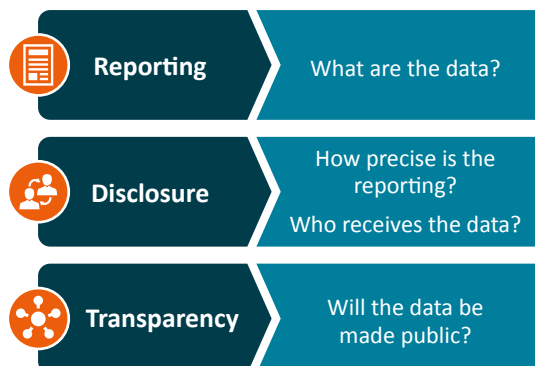 Reporting
What are the data?
Disclosure
How precise is the
reporting?
Who receives the data?
Transparency
Will the data be
made public?